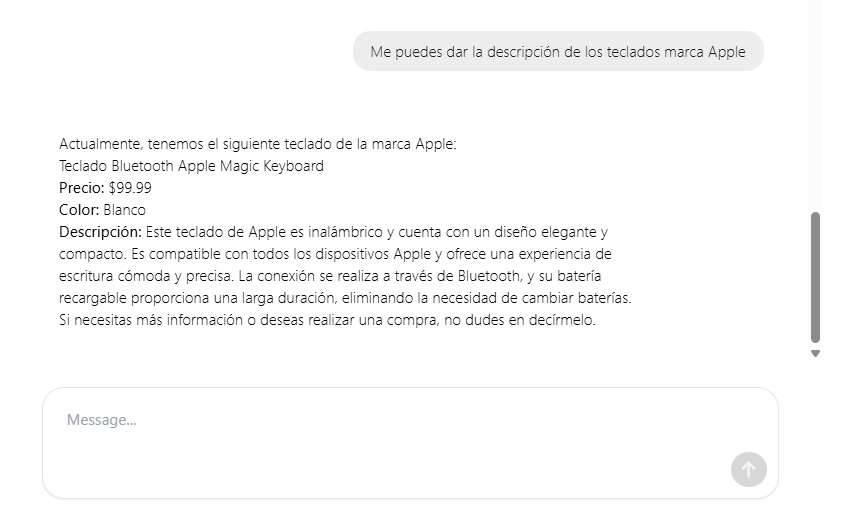 Me puedes dar la descripción de los teclados marca Apple
Actualmente, tenemos el siguiente teclado de la marca Apple:
Teclado Bluetooth Apple Magic Keyboard
Precio: $99.99
Color: Blanco
Descripción: Este teclado de Apple es inalámbrico y cuenta con un diseño elegante y
compacto. Es compatible con todos los dispositivos Apple y ofrece una experiencia de
escritura cómoda y precisa. La conexión se realiza a través de Bluetooth, y su batería
recargable proporciona una larga duración, eliminando la necesidad de cambiar baterías.
Si necesitas más información o deseas realizar una compra, no dudes en decírmelo.
Message...